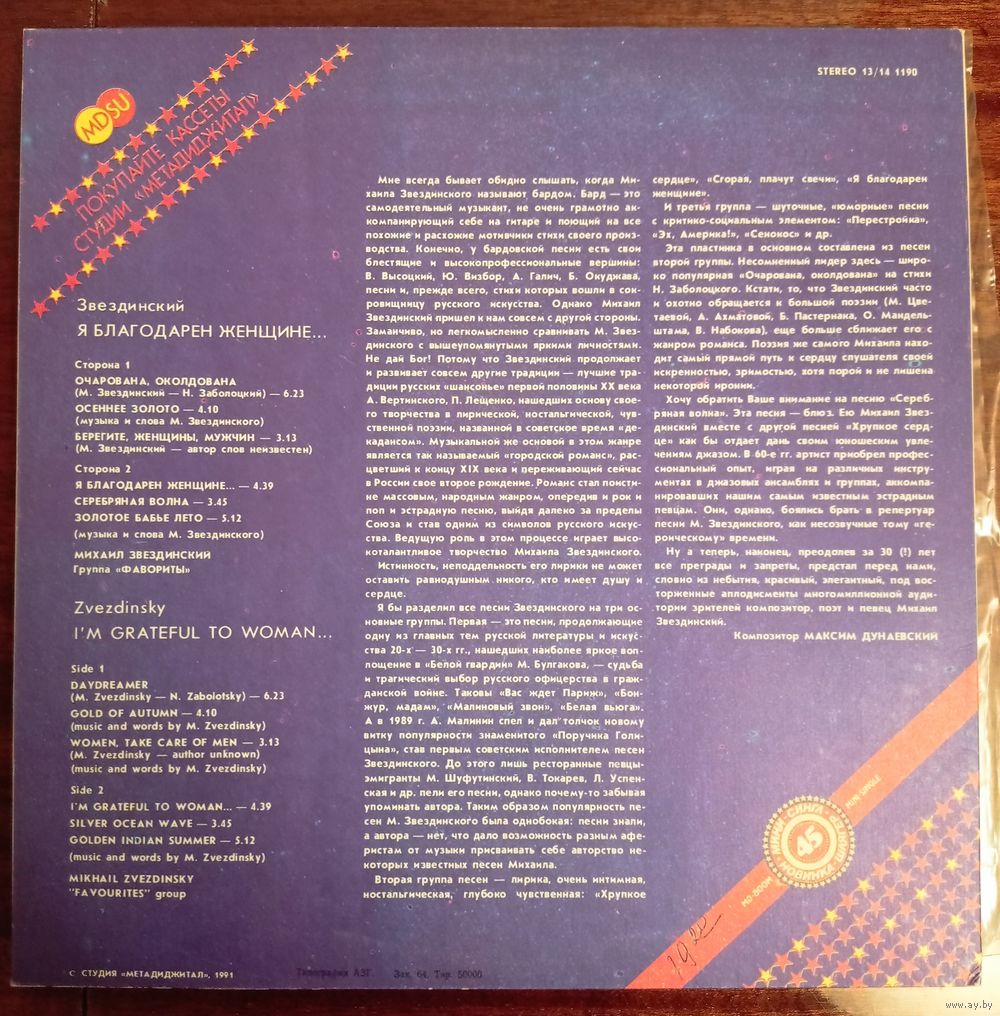 STEREO 13/14 1190
MDSU
ПОКУПАЙТЕ КАССЕТЫ
СТУДИИ «МЕТАДИДЖИТАЛ»
Звездинский
Я БЛАГОДАРЕН ЖЕНЩИНЕ...
Сторона 1
ОЧАРОВАНА, ОКОЛДОВАНА
(М. Звездинский — Н. Заболоцкий) — 6.23
ОСЕННЕЕ ЗОЛОТО — 4.10
(музыка и слова М. Звездинского)
БЕРЕГИТЕ, ЖЕНЩИНЫ, МУЖЧИН — 3.13
(М. Звездинский — автор слов неизвестен)
Сторона 2
Я БЛАГОДАРЕН ЖЕНЩИНЕ... — 4.39
СЕРЕБРЯНАЯ ВОЛНА — 3.45
ЗОЛОТОЕ БАБЬЕ ЛЕТО — 5.12
(музыка и слова М. Звездинского)
МИХАИЛ ЗВЕЗДИНСКИЙ
Группа «ФАВОРИТЫ»
Zvezdinsky
I'M GRATEFUL TO WOMAN...
Side 1
DAYDREAMER
(M. Zvezdinsky — N. Zabolotsky) — 6.23
GOLD OF AUTUMN — 4.10
(music and words by M. Zvezdinsky)
WOMEN, TAKE CARE OF MEN — 3.13
(M. Zvezdinsky — author unknown)
(music and words by M. Zvezdinsky)
Side 2
I'M GRATEFUL TO WOMAN... — 4.39
SILVER OCEAN WAVE — 3.45
GOLDEN INDIAN SUMMER — 5.12
(music and words by M. Zvezdinsky)
MIKHAIL ZVEZDINSKY
"FAVOURITES" group
Мне всегда бывает обидно слышать, когда Ми-
хаила Звездинского называют бардом. Бард — это
самодеятельный музыкант, не очень грамотно ак-
компанирующий себе на гитаре и поющий на все
похожие и расхожие мотивчики стихи своего произ-
водства. Конечно, у бардовской песни есть свои
блестящие и высокопрофессиональные вершины:
В. Высоцкий, Ю. Визбор, А. Галич, Б. Окуджава,
песни и, прежде всего, стихи которых вошли в сок-
ровищницу русского искусства. Однако Михаил
Звездинский пришел к нам совсем с другой стороны.
Заманчиво, но легкомысленно сравнивать М. Звез-
динского с вышеупомянутыми яркими личностями.
Не дай Бог! Потому что Звездинский продолжает
и развивает совсем другие традиции — лучшие тра-
диции русских «шансонье» первой половины XX века
А. Вертинского, П. Лещенко, нашедших основу свое-
го творчества в лирической, ностальгической, чув-
ственной поэзии, названной в советское время «де-
кадансом». Музыкальной же основой в этом жанре
является так называемый «городской романс», рас-
цветший к концу XIX века и переживающий сейчас
в России свое второе рождение. Романс стал поисти-
не массовым, народным жанром, опередив и рок и
поп и эстрадную песню, выйдя далеко за пределы
Союза и став одним из символов русского искус-
ства. Ведущую роль в этом процессе играет высо-
коталантливое творчество Михаила Звездинского.
Истинность, неподдельность его лирики не может
оставить равнодушным никого, кто имеет душу и
сердце.
Я бы разделил все песни Звездинского на три ос-
новные группы. Первая — это песни, продолжающие
одну из главных тем русской литературы и искус-
ства 20-х — 30-х гг., нашедших наиболее яркое воп-
лощение в «Белой гвардии» М. Булгакова, — судьба
и трагический выбор русского офицерства в граж-
данской войне. Таковы «Вас ждет Париж», «Бон-
жур, мадам», «Малиновый звон», «Белая вьюга».
А в 1989 г. А. Малинин спел и дал толчок новому
витку популярности знаменитого «Поручика Голи-
цына», став первым советским исполнителем песен
Звездинского. До этого лишь ресторанные певцы-
эмигранты М. Шуфутинский, В. Токарев, Л. Успен-
ская и др. пели его песни, однако почему-то забывая
упоминать автора. Таким образом популярность пе-
сен М. Звездинского была однобокая: песни знали,
а автора — нет, что дало возможность разным афе-
ристам от музыки присваивать себе авторство не-
которых известных песен Михаила.
Вторая группа песен — лирика, очень интимная,
ностальгическая, глубоко чувственная: «Хрупкое
сердце», «Сгорая, плачут свечи», «Я благодарен
женщине».
И третья группа — шуточные, «юморные» песни
с критико-социальным элементом: «Перестройка»,
«Эх, Америка!», «Сенокос» и др.
Эта пластинка в основном составлена из песен
второй группы. Несомненный лидер здесь — широ-
ко популярная «Очарована, околдована» на стихи
Н. Заболоцкого. Кстати, то, что Звездинский часто
и охотно обращается к большой поэзии (М. Цве-
таевой, А. Ахматовой, Б. Пастернака, О. Мандель-
штама, В. Набокова), еще больше сближает его с
жанром романса. Поэзия же самого Михаила нахо-
дит самый прямой путь к сердцу слушателя своей
искренностью, зримостью, хотя порой и не лишена
некоторой иронии.
Хочу обратить Ваше внимание на песню «Сереб-
ряная волна». Эта песня — блюз. Ею Михаил Звез-
динский вместе с другой песней «Хрупкое серд-
це» как бы отдает дань своим юношеским увле-
чениям джазом. В 60-е гг. артист приобрел профес-
сиональный опыт, играя на различных инстру-
ментах в джазовых ансамблях и группах, аккомпа-
нировавших нашим самым известным эстрадным
певцам. Они, однако, боялись брать в репертуар
песни М. Звездинского, как несозвучные тому «ге-
роическому» времени.
Ну а теперь, наконец, преодолев за 30 (!) лет
все преграды и запреты, представ перед нами,
словно из небытия, красивый, элегантный, под вос-
торженные аплодисменты многомиллионной ауди-
тории зрителей композитор, поэт и певец Михаил
Звездинский.
Композитор МАКСИМ ДУНАЕВСКИЙ
MINI-SINGLE
МИНИ-СИНГЛ
45
НОВИНКА
MD-BOOM
1920
С СТУДИЯ «МЕТАДИДЖИТАЛ», 1991
Типография АЗГ. Зак. 64. Тир. 50000
www.ay.by